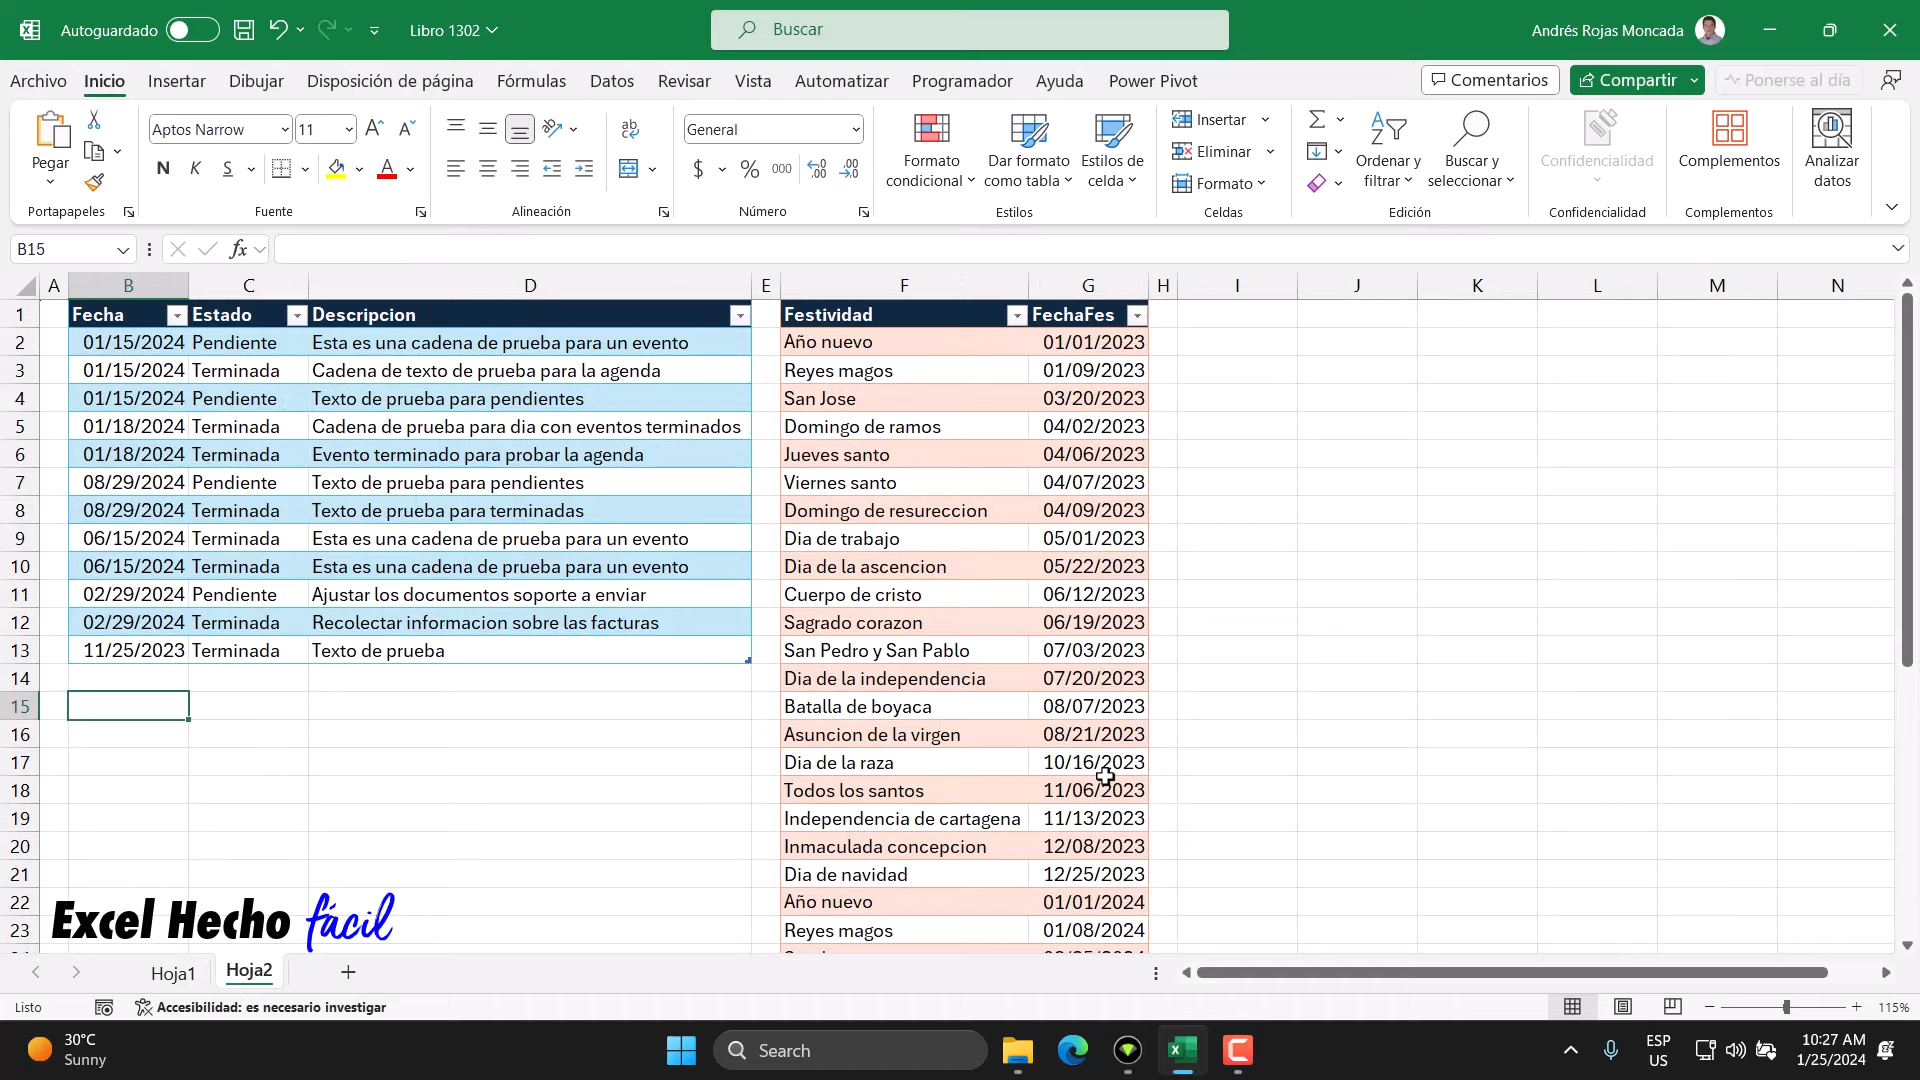 Autoguardado
Libro 1302
Buscar
Andrés Rojas Moncada
Archivo Inicio Insertar Dibujar Disposición de página Fórmulas Datos Revisar Vista Automatizar Programador Ayuda Power Pivot
Comentarios Compartir Ponerse al día
Pegar
Portapapeles
Aptos Narrow 11
N K S
Fuente
Alineación
General
$ % 000
Número
Formato condicional
Dar formato como tabla
Estilos de celda
Estilos
Insertar
Eliminar
Formato
Celdas
Ordenar y filtrar
Buscar y seleccionar
Edición
Confidencialidad
Confidencialidad
Complementos
Complementos
Analizar datos
B15
fx
A B C D E F G H I J K L M N
1 Fecha Estado Descripcion Festividad FechaFes
2 01/15/2024 Pendiente Esta es una cadena de prueba para un evento Año nuevo 01/01/2023
3 01/15/2024 Terminada Cadena de texto de prueba para la agenda Reyes magos 01/09/2023
4 01/15/2024 Pendiente Texto de prueba para pendientes San Jose 03/20/2023
5 01/18/2024 Terminada Cadena de prueba para dia con eventos terminados Domingo de ramos 04/02/2023
6 01/18/2024 Terminada Evento terminado para probar la agenda Jueves santo 04/06/2023
7 08/29/2024 Pendiente Texto de prueba para pendientes Viernes santo 04/07/2023
8 08/29/2024 Terminada Texto de prueba para terminadas Domingo de resureccion 04/09/2023
9 06/15/2024 Terminada Esta es una cadena de prueba para un evento Dia de trabajo 05/01/2023
10 06/15/2024 Terminada Esta es una cadena de prueba para un evento Dia de la ascencion 05/22/2023
11 02/29/2024 Pendiente Ajustar los documentos soporte a enviar Cuerpo de cristo 06/12/2023
12 02/29/2024 Terminada Recolectar informacion sobre las facturas Sagrado corazon 06/19/2023
13 11/25/2023 Terminada Texto de prueba San Pedro y San Pablo 07/03/2023
14 Dia de la independencia 07/20/2023
15 Batalla de boyaca 08/07/2023
16 Asuncion de la virgen 08/21/2023
17 Dia de la raza 10/16/2023
18 Todos los santos 11/06/2023
19 Independencia de cartagena 11/13/2023
20 Inmaculada concepcion 12/08/2023
21 Dia de navidad 12/25/2023
22 Año nuevo 01/01/2024
23 Reyes magos 01/08/2024
Excel Hecho fácil
Hoja1 Hoja2
Listo
Accesibilidad: es necesario investigar
115%
30°C
Sunny
Search
ESP
US
10:27 AM
1/25/2024